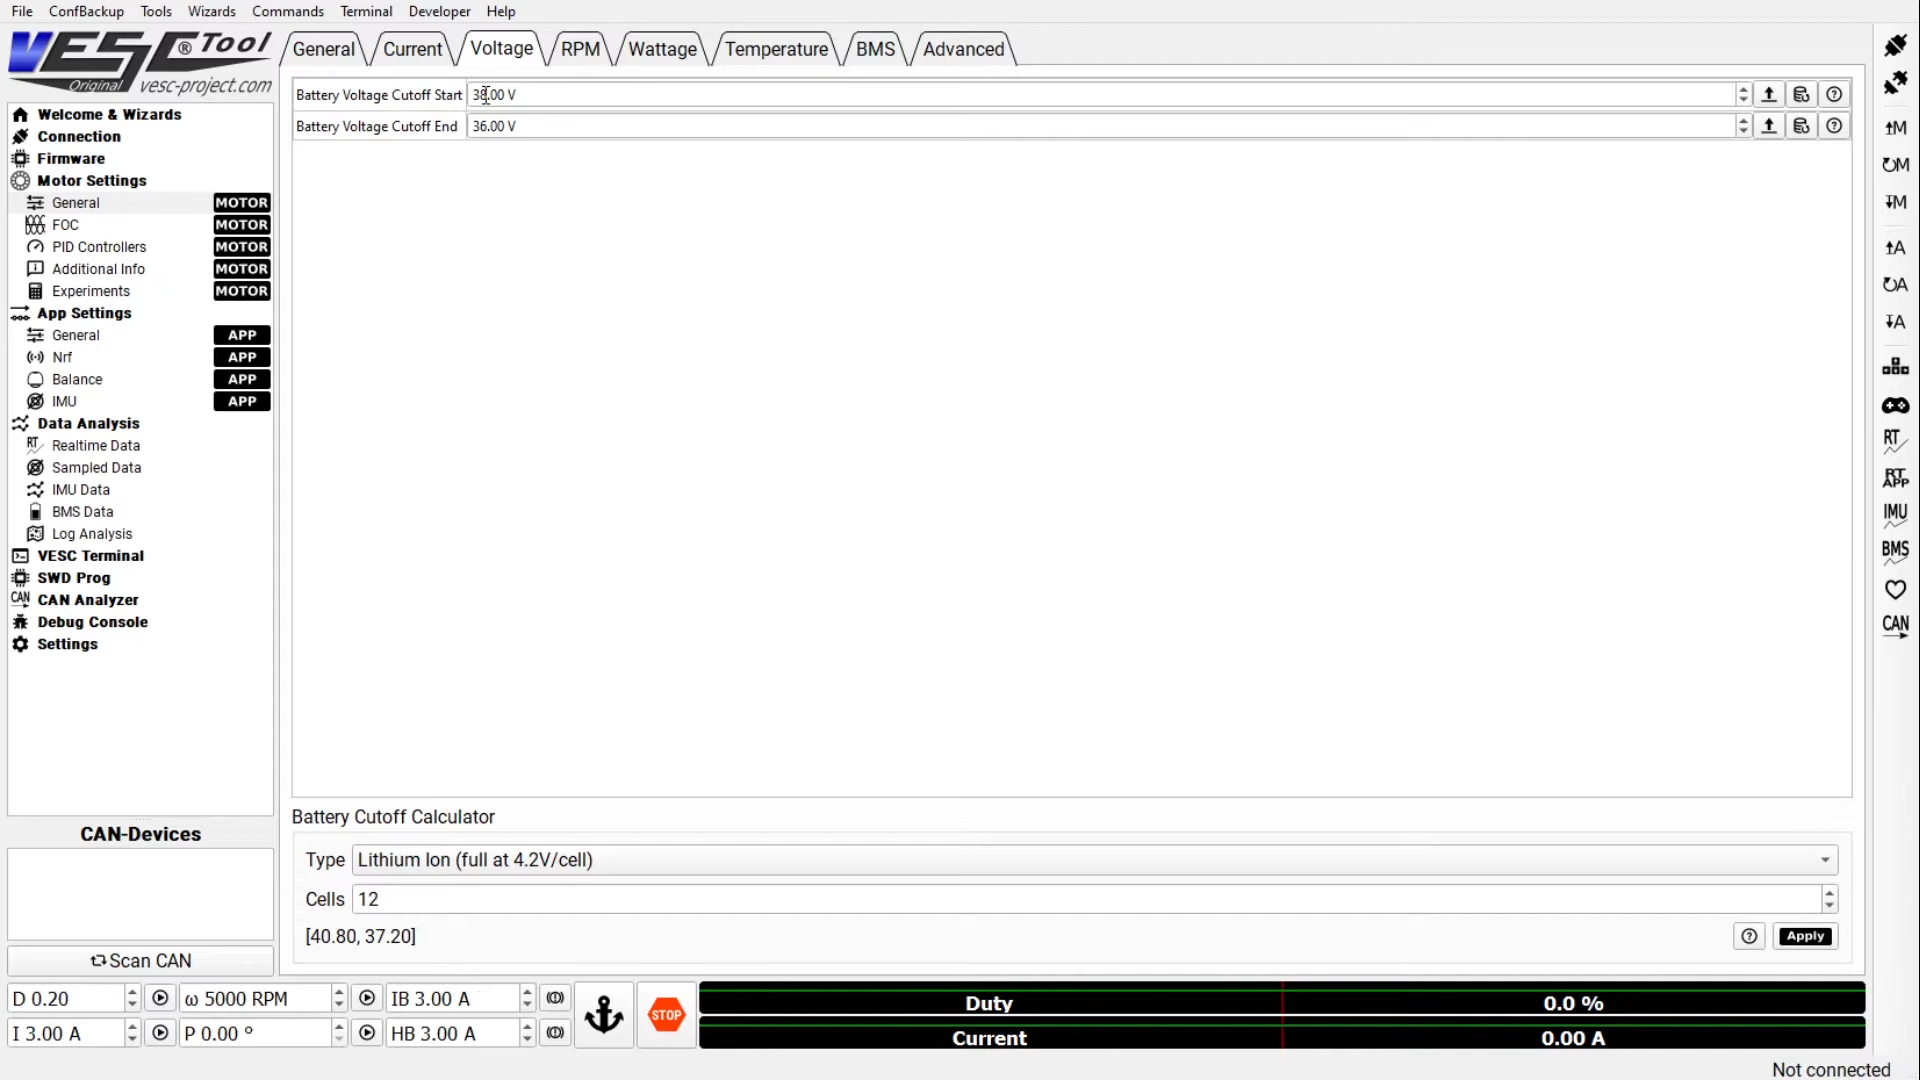 File ConfBackup Tools Wizards Commands Terminal Developer Help
VESC® Tool
Original vesc-project.com
General Current Voltage RPM Wattage Temperature BMS Advanced
Battery Voltage Cutoff Start 38.00 V
Battery Voltage Cutoff End 36.00 V
Welcome & Wizards
Connection
Firmware
Motor Settings
General MOTOR
FOC MOTOR
PID Controllers MOTOR
Additional Info MOTOR
Experiments MOTOR
App Settings
General APP
Nrf APP
Balance APP
IMU APP
Data Analysis
RT Realtime Data
Sampled Data
IMU Data
BMS Data
Log Analysis
VESC Terminal
SWD Prog
CAN CAN Analyzer
Debug Console
Settings
CAN-Devices
Scan CAN
Battery Cutoff Calculator
Type Lithium Ion (full at 4.2V/cell)
Cells 12
[40.80, 37.20]
Apply
M
M
M
A
A
A
RT
RT
APP
IMU
BMS
CAN
D 0.20 ω 5000 RPM IB 3.00 A
I 3.00 A P 0.00 ° HB 3.00 A
STOP
Duty 0.0 %
Current 0.00 A
Not connected